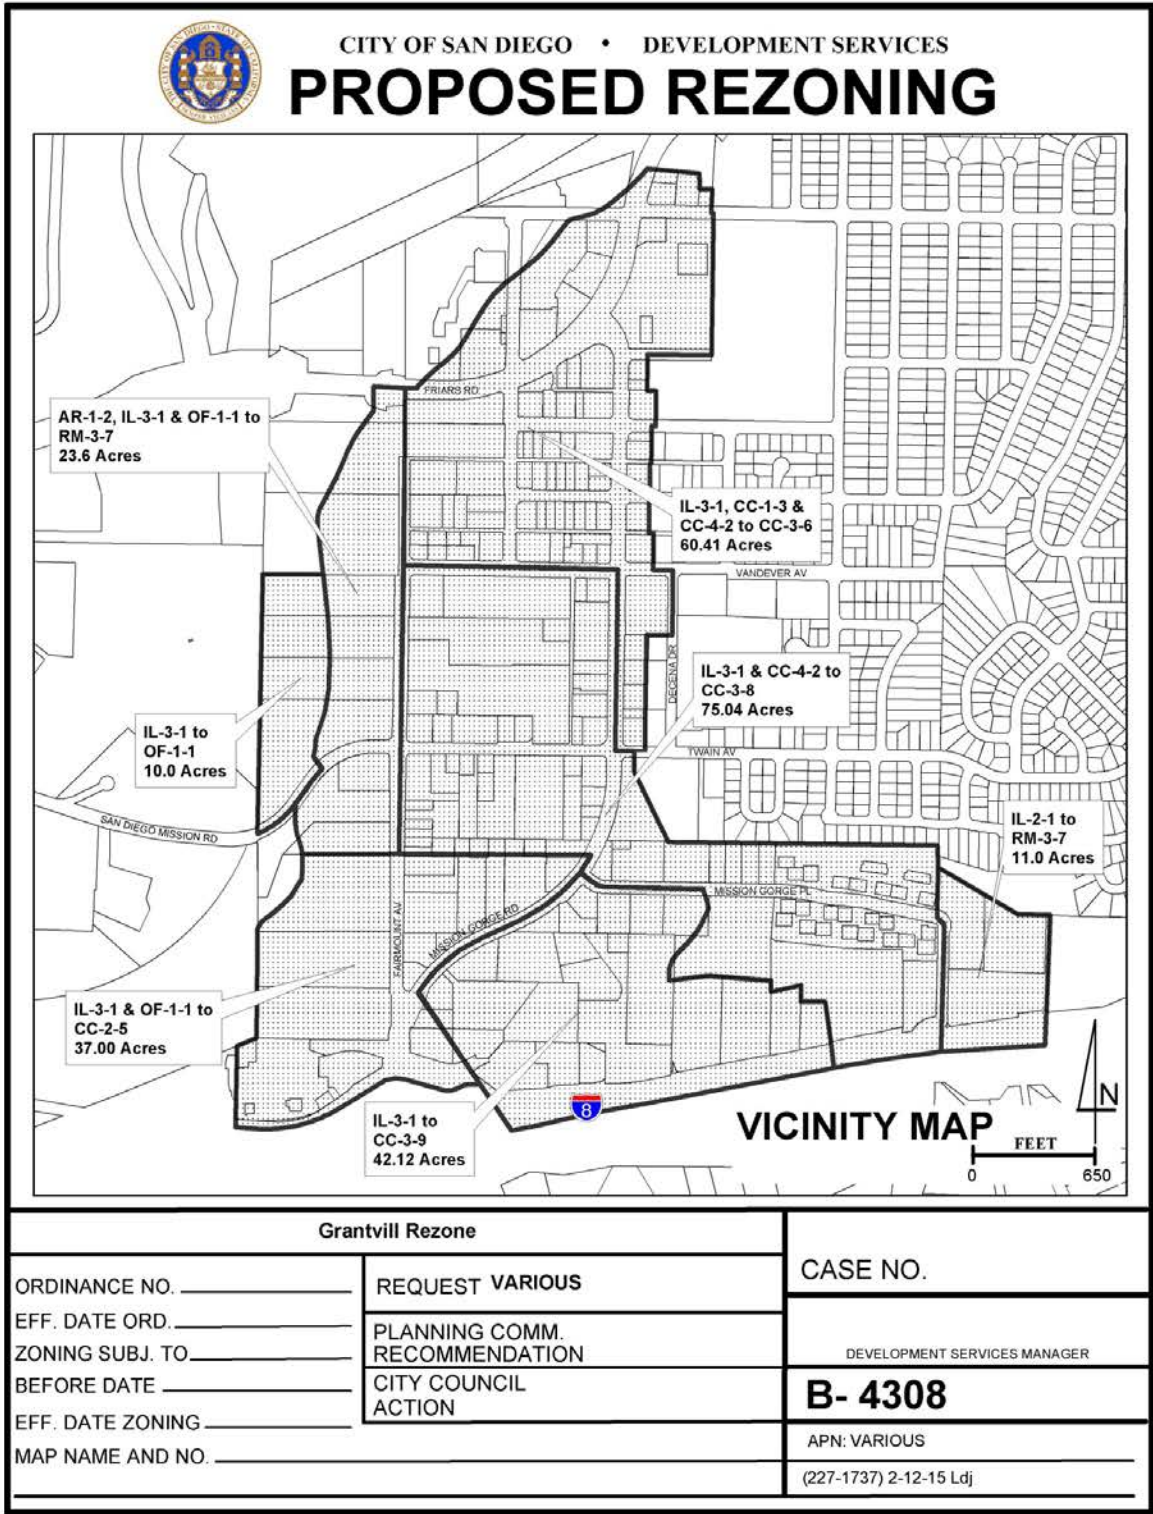 CITY OF SAN DIEGO • DEVELOPMENT SERVICES
PROPOSED REZONING
FRIARS RD
AR-1-2, IL-3-1 & OF-1-1 to
RM-3-7
23.6 Acres
IL-3-1, CC-1-3 &
CC-4-2 to CC-3-6
60.41 Acres
VANDEVER AV
DECENA DR
IL-3-1 & CC-4-2 to
CC-3-8
75.04 Acres
IL-3-1 to
OF-1-1
10.0 Acres
TWAIN AV
SAN DIEGO MISSION RD
IL-2-1 to
RM-3-7
11.0 Acres
MISSION GORGE PL
MISSION GORGE RD
FAIRMOUNT AV
IL-3-1 & OF-1-1 to
CC-2-5
37.00 Acres
IL-3-1 to
CC-3-9
42.12 Acres
8
VICINITY MAP
N
FEET
0 650
Grantvill Rezone
ORDINANCE NO.
EFF. DATE ORD.
ZONING SUBJ. TO
BEFORE DATE
EFF. DATE ZONING
MAP NAME AND NO.
REQUEST VARIOUS
PLANNING COMM.
RECOMMENDATION
CITY COUNCIL
ACTION
CASE NO.
DEVELOPMENT SERVICES MANAGER
B- 4308
APN: VARIOUS
(227-1737) 2-12-15 Ldj